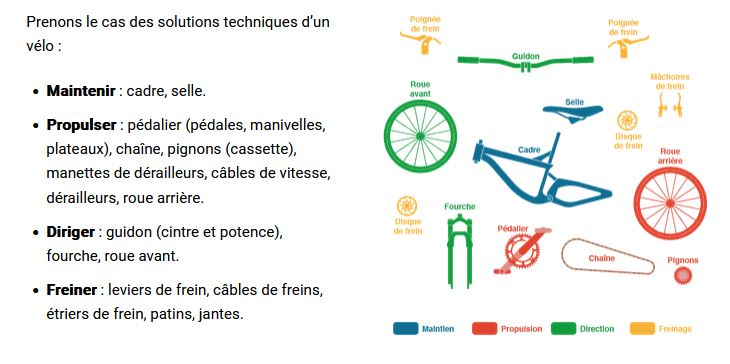 Prenons le cas des solutions techniques d’un
vélo :
• Maintenir : cadre, selle.
• Propulser : pédalier (pédales, manivelles,
plateaux), chaîne, pignons (cassette),
manettes de dérailleurs, câbles de vitesse,
dérailleurs, roue arrière.
• Diriger : guidon (cintre et potence),
fourche, roue avant.
• Freiner : leviers de frein, câbles de freins,
étriers de frein, patins, jantes.
Poignée
de frein
Guidon
Poignée
de frein
Roue
avant
Selle
Mâchoires
de frein
Cadre
Disque
de frein
Roue
arrière
Disque
de frein
Fourche
Pédalier
Chaîne
Pignons
Maintien
Propulsion
Direction
Freinage